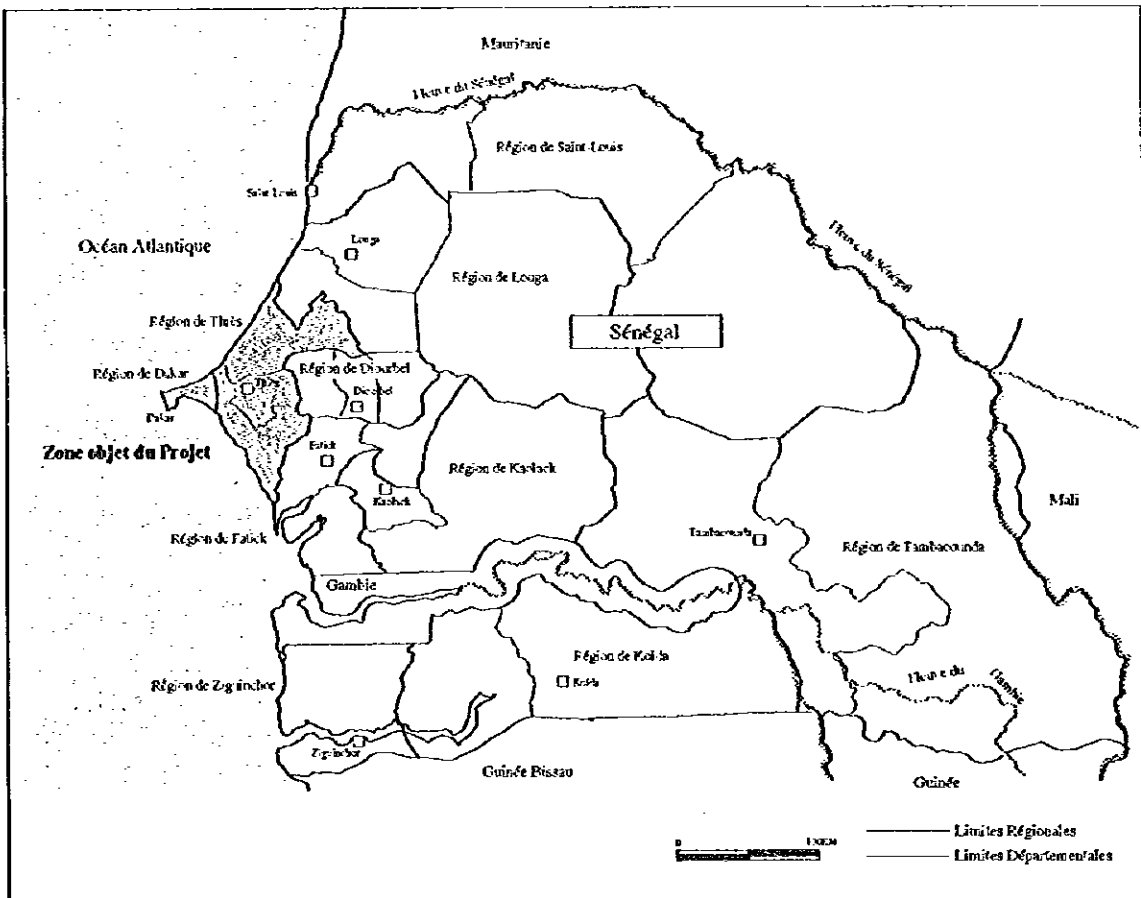 Mauritanie
Fleuve du Sénégal
Région de Saint-Louis
Saint Louis
Océan Atlantique
Louga
Fleuve du Sénégal
Région de Louga
Région de Thiès
Sénégal
Région de Dakar
Région de Diourbel
Thiès
Diourbel
Dakar
Zone objet du Projet
Fatick
Région de Kaolack
Kaolack
Mali
Région de Fatick
Tambacounda
Région de Tambacounda
Gambie
Région de Kolda
Région de Ziguinchor
Kolda
Fleuve du Gambie
Ziguinchor
Guinée Bissau
Guinée
0
Limites Régionales
Limites Départementales